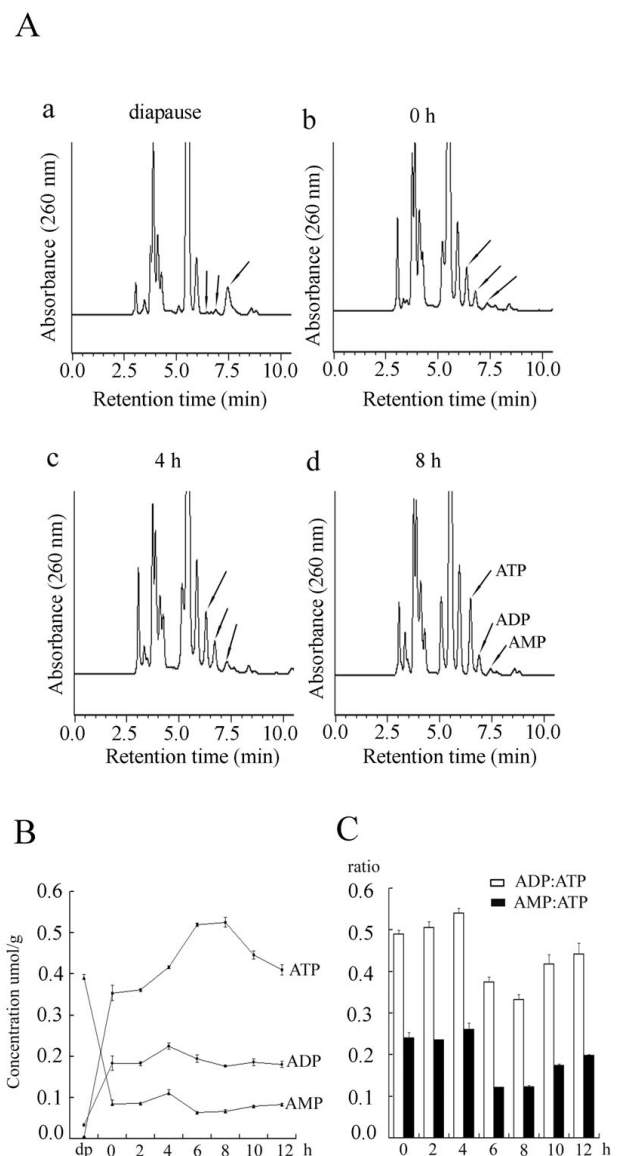 A
a
diapause
Absorbance (260 nm)
0.0 2.5 5.0 7.5 10.0
Retention time (min)
b
0 h
Absorbance (260 nm)
0.0 2.5 5.0 7.5 10.0
Retention time (min)
c
4 h
Absorbance (260 nm)
0.0 2.5 5.0 7.5 10.0
Retention time (min)
d
8 h
Absorbance (260 nm)
ATP
ADP
AMP
0.0 2.5 5.0 7.5 10.0
Retention time (min)
B
Concentration umol/g
0.6
0.5
0.4
0.3
0.2
0.1
0.0
ATP
ADP
AMP
dp 0 2 4 6 8 10 12 h
C
ratio
ADP:ATP
AMP:ATP
0.6
0.5
0.4
0.3
0.2
0.1
0.0
0 2 4 6 8 10 12 h